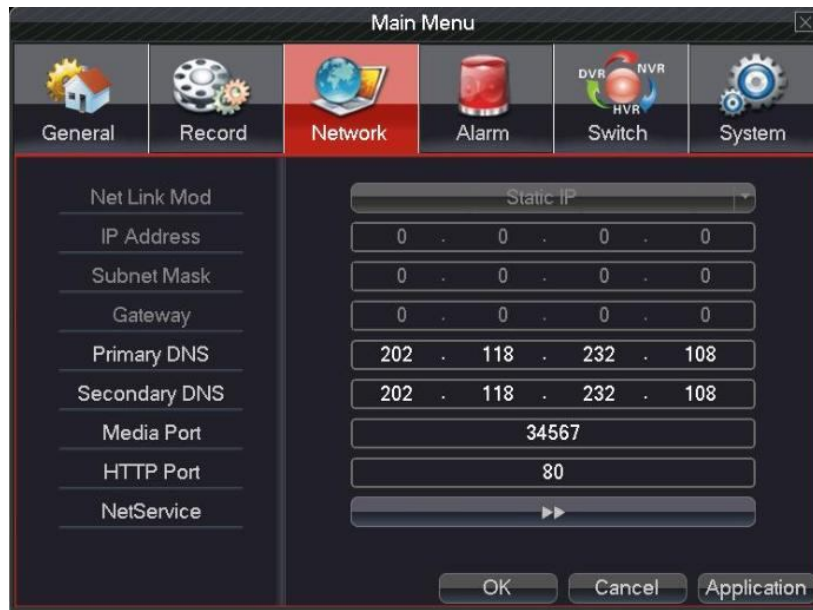 Main Menu
DVR NVR
HVR
General Record Network Alarm Switch System
Net Link Mod Static IP
IP Address 0 . 0 . 0 . 0
Subnet Mask 0 . 0 . 0 . 0
Gateway 0 . 0 . 0 . 0
Primary DNS 202 . 118 . 232 . 108
Secondary DNS 202 . 118 . 232 . 108
Media Port 34567
HTTP Port 80
NetService
OK Cancel Application